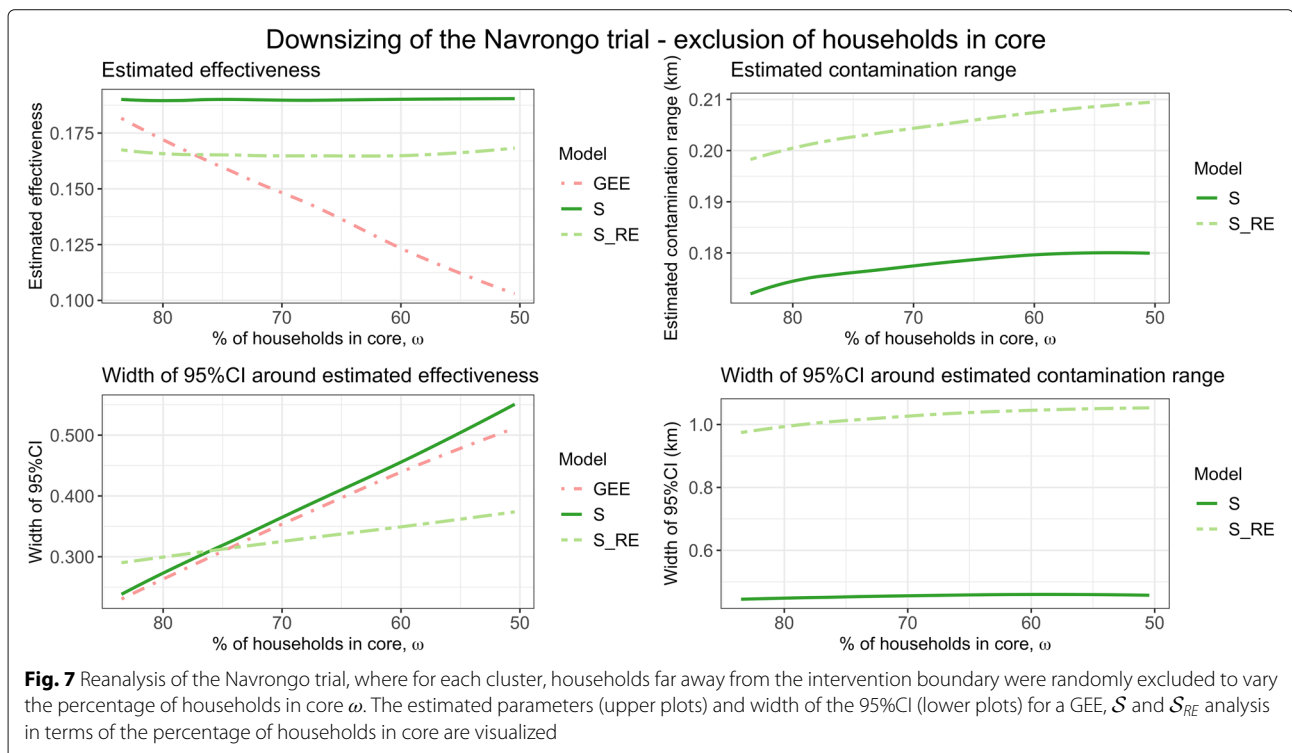 Downsizing of the Navrongo trial - exclusion of households in core
Estimated effectiveness
Estimated effectiveness
0.175
0.150
0.125
0.100
80 70 60 50
% of households in core, ω
Model
GEE
S
S_RE
Estimated contamination range
Estimated contamination range (km)
0.21
0.20
0.19
0.18
80 70 60 50
% of households in core, ω
Model
S
S_RE
Width of 95%CI around estimated effectiveness
Width of 95%CI
0.500
0.400
0.300
80 70 60 50
% of households in core, ω
Model
GEE
S
S_RE
Width of 95%CI around estimated contamination range
Width of 95%CI (km)
1.0
0.8
0.6
80 70 60 50
% of households in core, ω
Model
S
S_RE
Fig. 7 Reanalysis of the Navrongo trial, where for each cluster, households far away from the intervention boundary were randomly excluded to vary
the percentage of households in core ω. The estimated parameters (upper plots) and width of the 95%CI (lower plots) for a GEE, 𝒮 and 𝒮RE analysis
in terms of the percentage of households in core are visualized